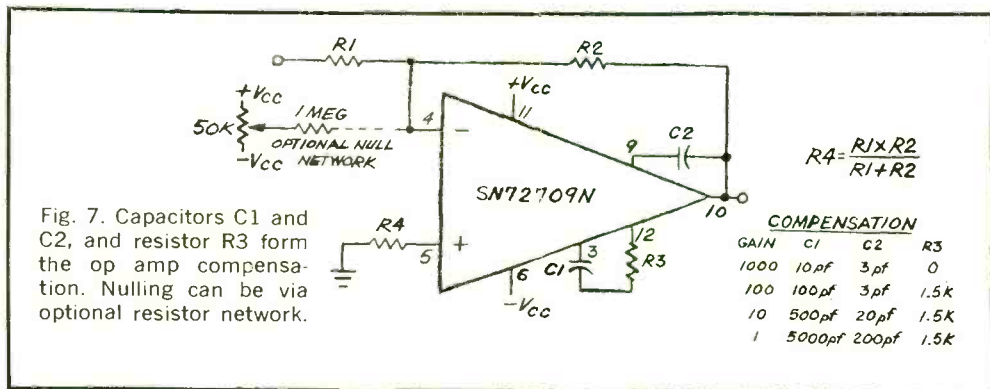 R1
R2
+VCC
50K
-VCC
1 MEG
OPTIONAL NULL
NETWORK
4
-
+VCC
11
9
C2
SN72709N
10
R4
5
+
6
-VCC
C1
3
12
R3
R4 = R1 x R2
R1 + R2
COMPENSATION
GAIN C1 C2 R3
1000 10pf 3pf 0
100 100pf 3pf 1.5K
10 500pf 20pf 1.5K
1 5000pf 200pf 1.5K
Fig. 7. Capacitors C1 and
C2, and resistor R3 form
the op amp compensa-
tion. Nulling can be via
optional resistor network.